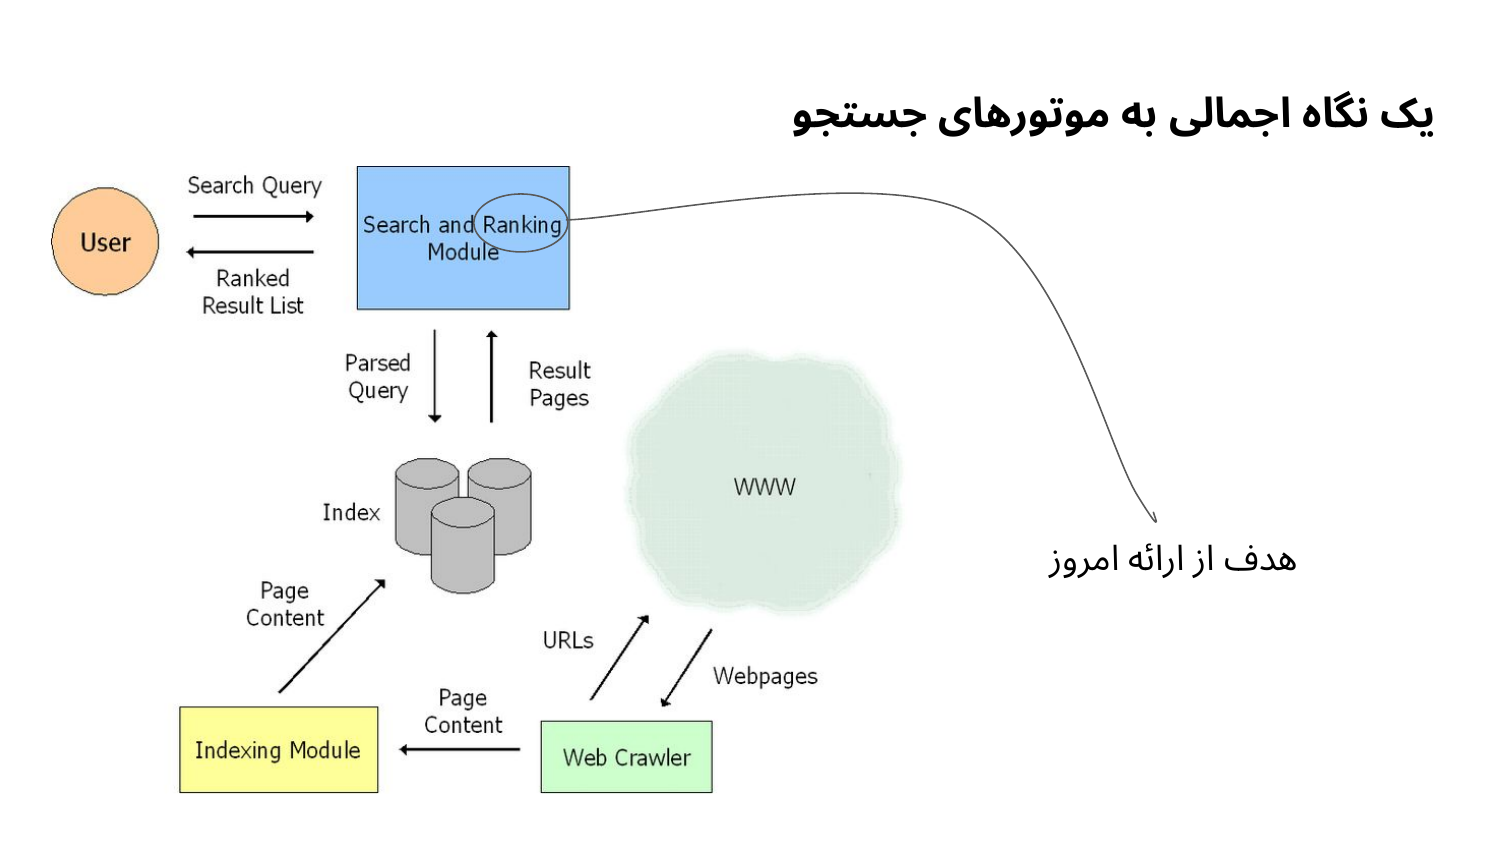 یک نگاه اجمالی به موتورهای جستجو
Search Query
User
Ranked
Result List
Search and Ranking
Module
Parsed
Query
Result
Pages
WWW
Index
هدف از ارائه امروز
Page
Content
URLs
Webpages
Page
Content
Indexing Module
Web Crawler